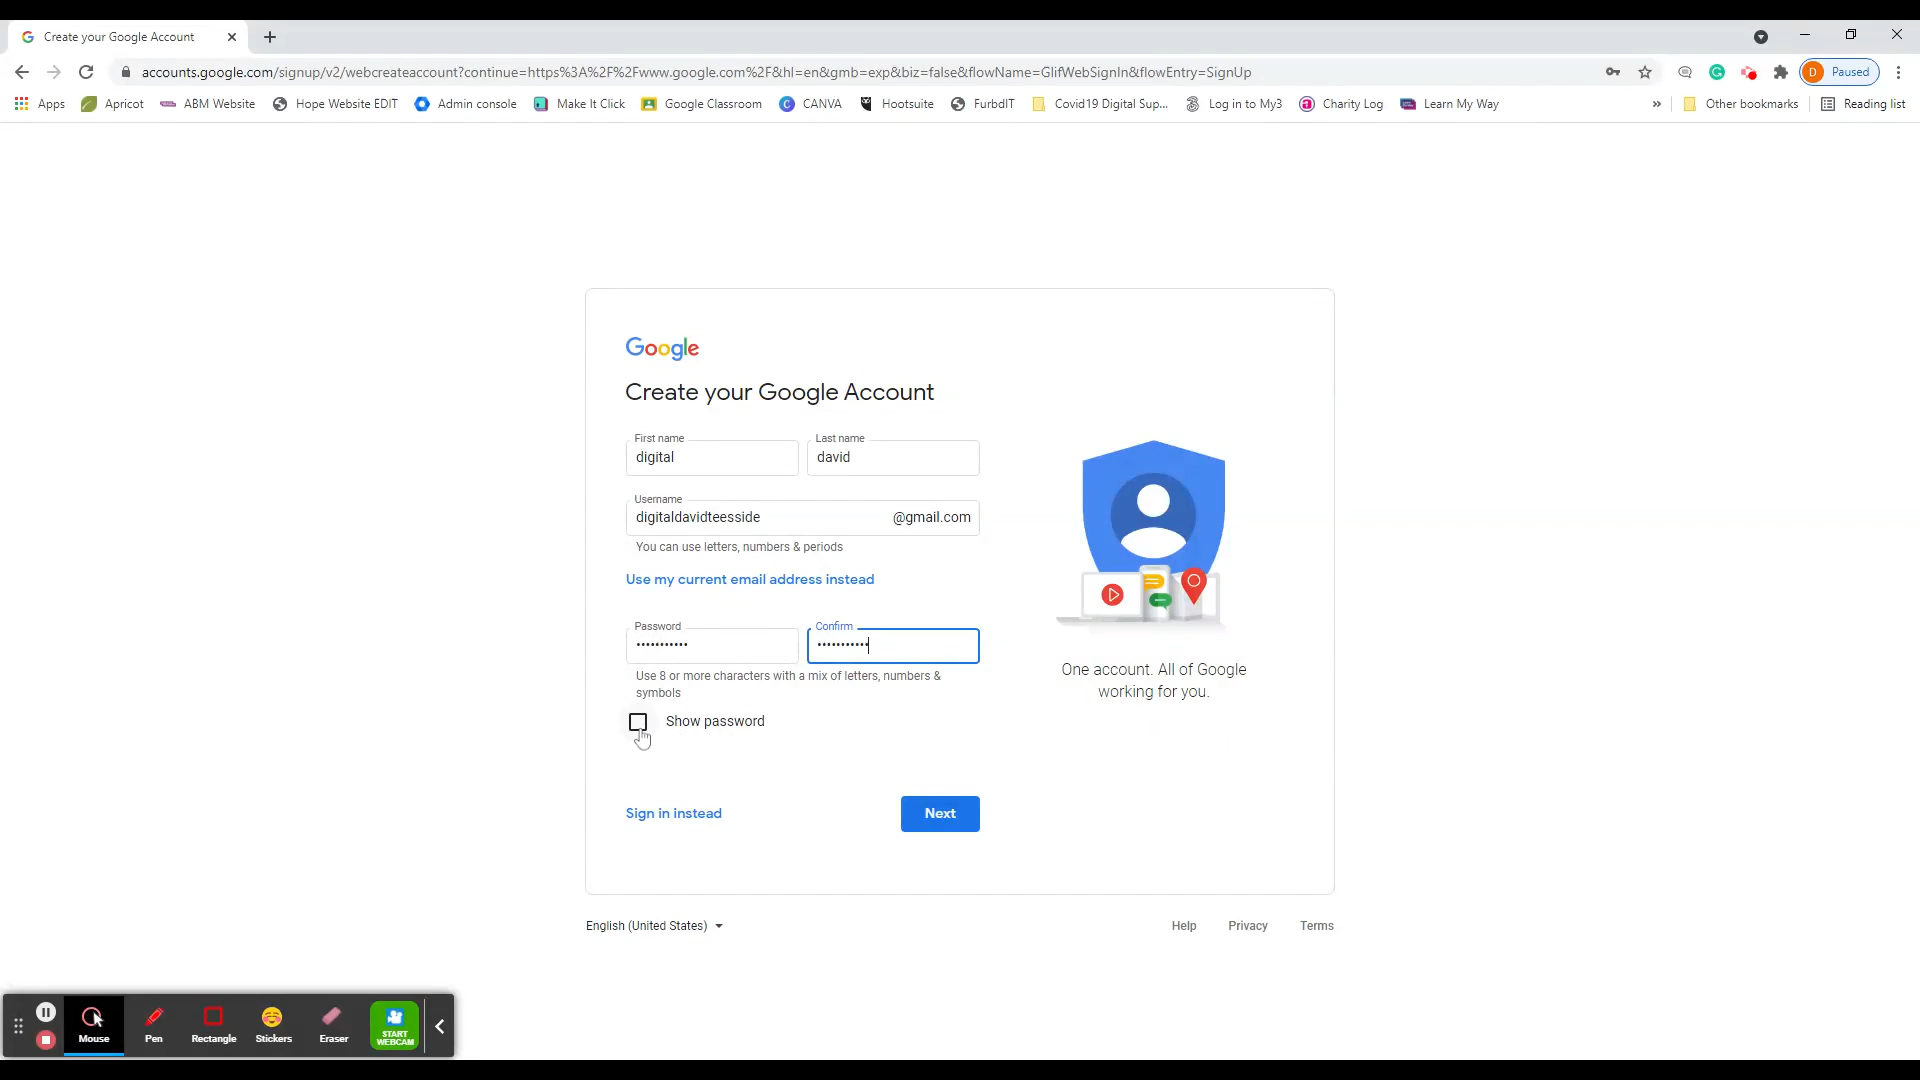 Create your Google Account
accounts.google.com/signup/v2/webcreateaccount?continue=https%3A%2F%2Fwww.google.com%2F&hl=en&gmb=exp&biz=false&flowName=GlifWebSignIn&flowEntry=SignUp
D Paused
Apps Apricot ABM Website Hope Website EDIT Admin console Make It Click Google Classroom CANVA Hootsuite FurbdIT Covid19 Digital Sup... Log in to My3 Charity Log Learn My Way » Other bookmarks Reading list
Google
Create your Google Account
First name Last name
digital david
Username
digitaldavidteesside @gmail.com
You can use letters, numbers & periods
Use my current email address instead
Password Confirm
••••••••••• •••••••••••
Use 8 or more characters with a mix of letters, numbers &
symbols
Show password
Sign in instead Next
One account. All of Google
working for you.
English (United States) Help Privacy Terms
Mouse Pen Rectangle Stickers Eraser START
WEBCAM